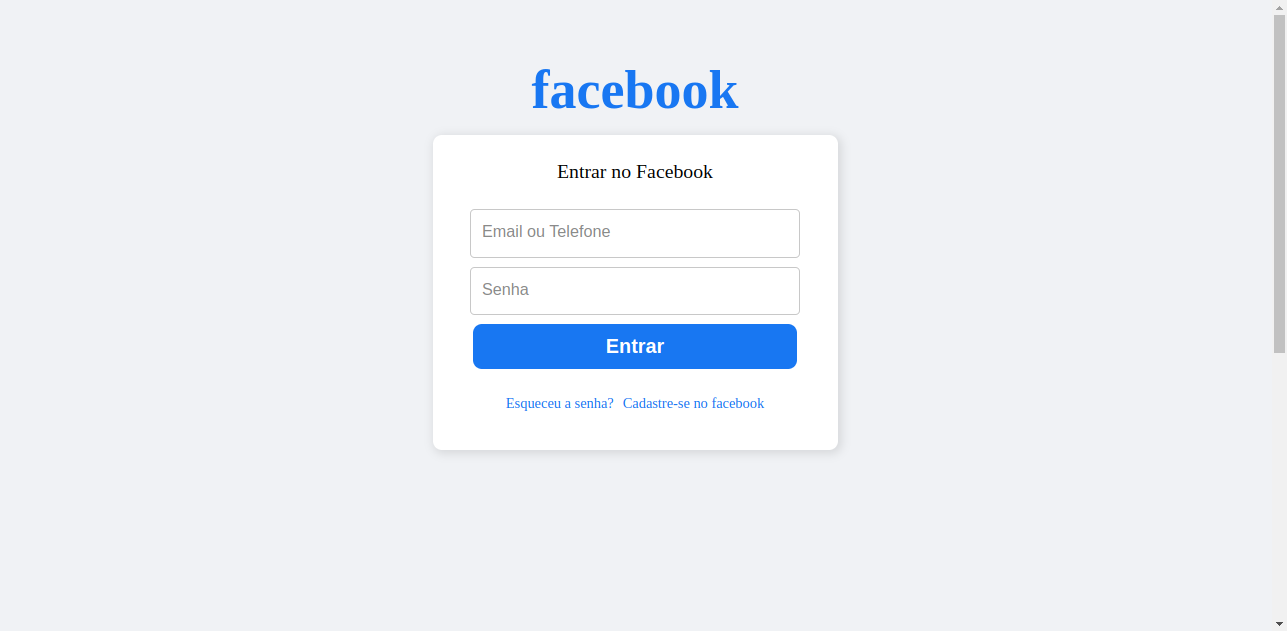 facebook
Entrar no Facebook
Email ou Telefone
Senha
Entrar
Esqueceu a senha? Cadastre-se no facebook